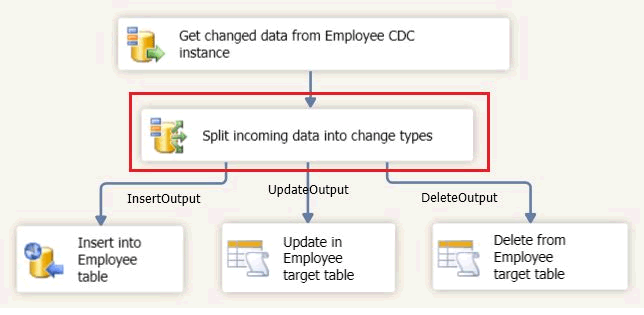 Get changed data from Employee CDC
instance
Split incoming data into change types
InsertOutput
UpdateOutput
DeleteOutput
Insert into
Employee
table
Update in
Employee
target table
Delete from
Employee
target table